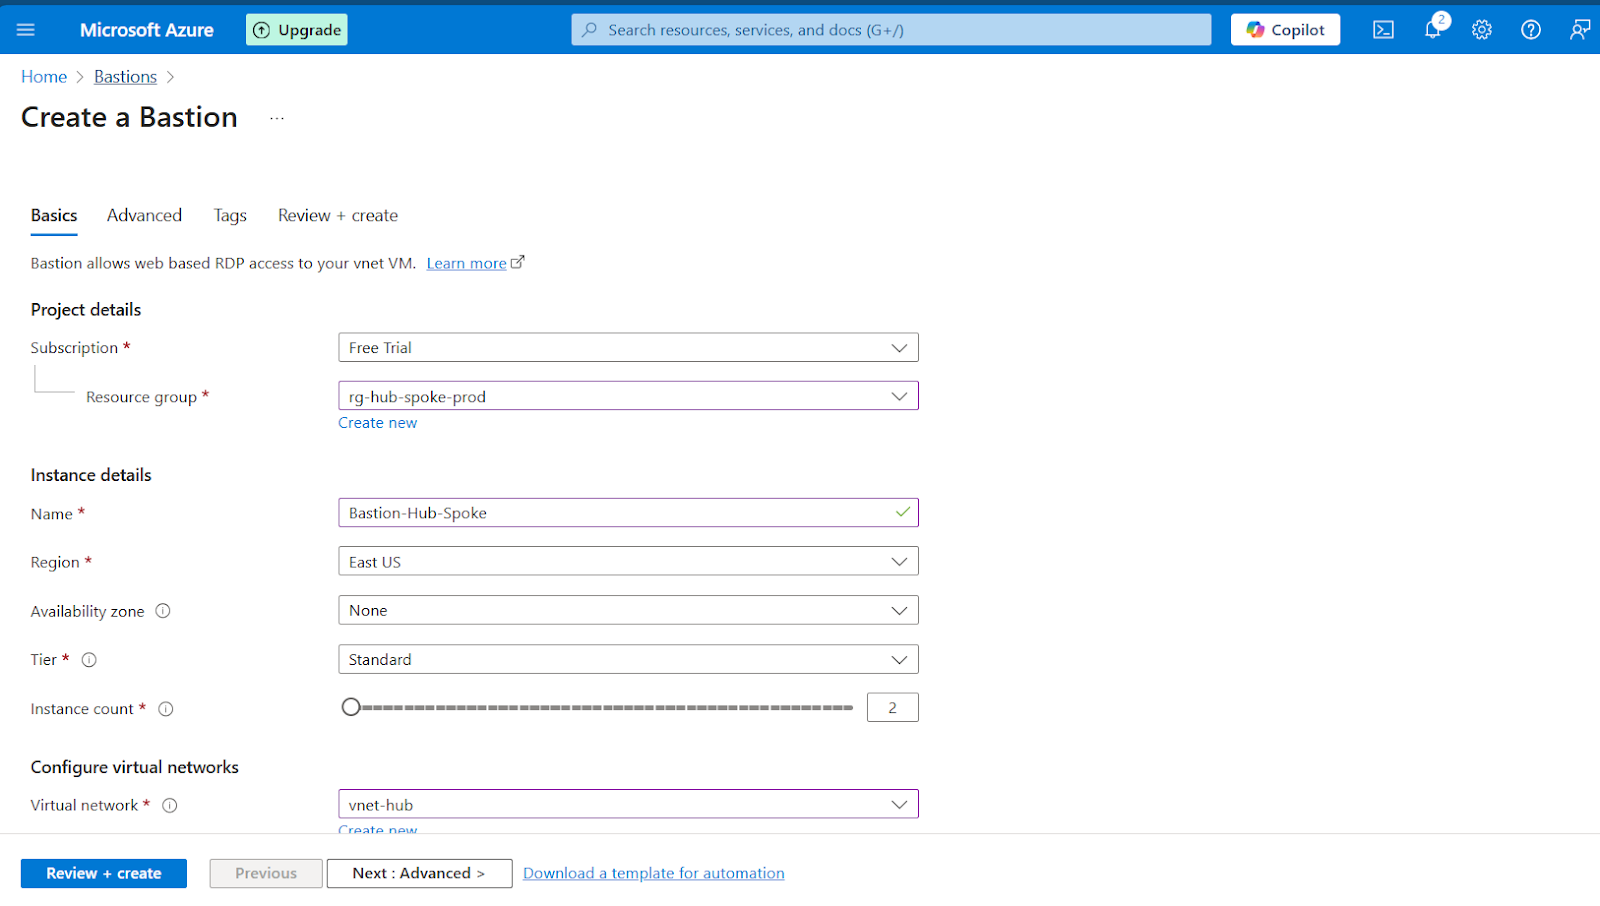 Microsoft Azure Upgrade Search resources, services, and docs (G+/) Copilot 2
Home > Bastions >
Create a Bastion ...
Basics Advanced Tags Review + create
Bastion allows web based RDP access to your vnet VM. Learn more
Project details
Subscription * Free Trial
Resource group * rg-hub-spoke-prod
Create new
Instance details
Name * Bastion-Hub-Spoke
Region * East US
Availability zone None
Tier * Standard
Instance count * 2
Configure virtual networks
Virtual network * vnet-hub
Create new
Review + create Previous Next : Advanced > Download a template for automation